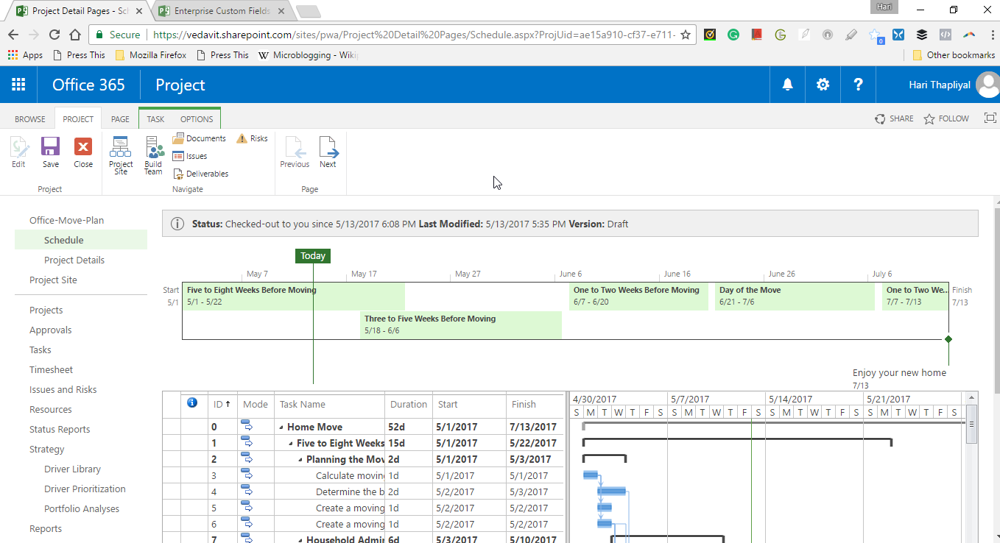 Project Detail Pages - Sch
Enterprise Custom Fields
Hari
Secure
https://vedavit.sharepoint.com/sites/pwa/Project%20Detail%20Pages/Schedule.aspx?ProjUid=ae15a910-cf37-e711-
0
Apps
Press This
Mozilla Firefox
Press This
W Microblogging - Wikip
Other bookmarks
Office 365
Project
?
Hari Thapliyal
BROWSE
PROJECT
PAGE
TASK
OPTIONS
SHARE
FOLLOW
Edit
Save
Close
Project Site
Build Team
Documents
Issues
Deliverables
Risks
Previous
Next
Project
Navigate
Page
Office-Move-Plan
Schedule
Project Details
Project Site
Projects
Approvals
Tasks
Timesheet
Issues and Risks
Resources
Status Reports
Strategy
Driver Library
Driver Prioritization
Portfolio Analyses
Reports
Status: Checked-out to you since 5/13/2017 6:08 PM Last Modified: 5/13/2017 5:35 PM Version: Draft
Today
May 7
May 17
May 27
June 6
June 16
June 26
July 6
Start
5/1
Five to Eight Weeks Before Moving
5/1 - 5/22
One to Two Weeks Before Moving
6/7 - 6/20
Day of the Move
6/21 - 7/6
One to Two We...
7/7 - 7/13
Finish
7/13
Three to Five Weeks Before Moving
5/18 - 6/6
Enjoy your new home
7/13
ID Mode Task Name Duration Start Finish
4/30/2017 5/7/2017 5/14/2017 5/21/2017
S M T W T F S S M T W T F S S M T W T F S S M T W T F S
0 Home Move 52d 5/1/2017 7/13/2017
1 Five to Eight Weeks 15d 5/1/2017 5/22/2017
2 Planning the Mov 2d 5/1/2017 5/3/2017
3 Calculate movin 1d 5/1/2017 5/1/2017
4 Determine the b 2d 5/2/2017 5/3/2017
5 Create a moving 1d 5/2/2017 5/2/2017
6 Create a moving 1d 5/2/2017 5/2/2017
7 Household Admi 6d 5/3/2017 5/10/2017